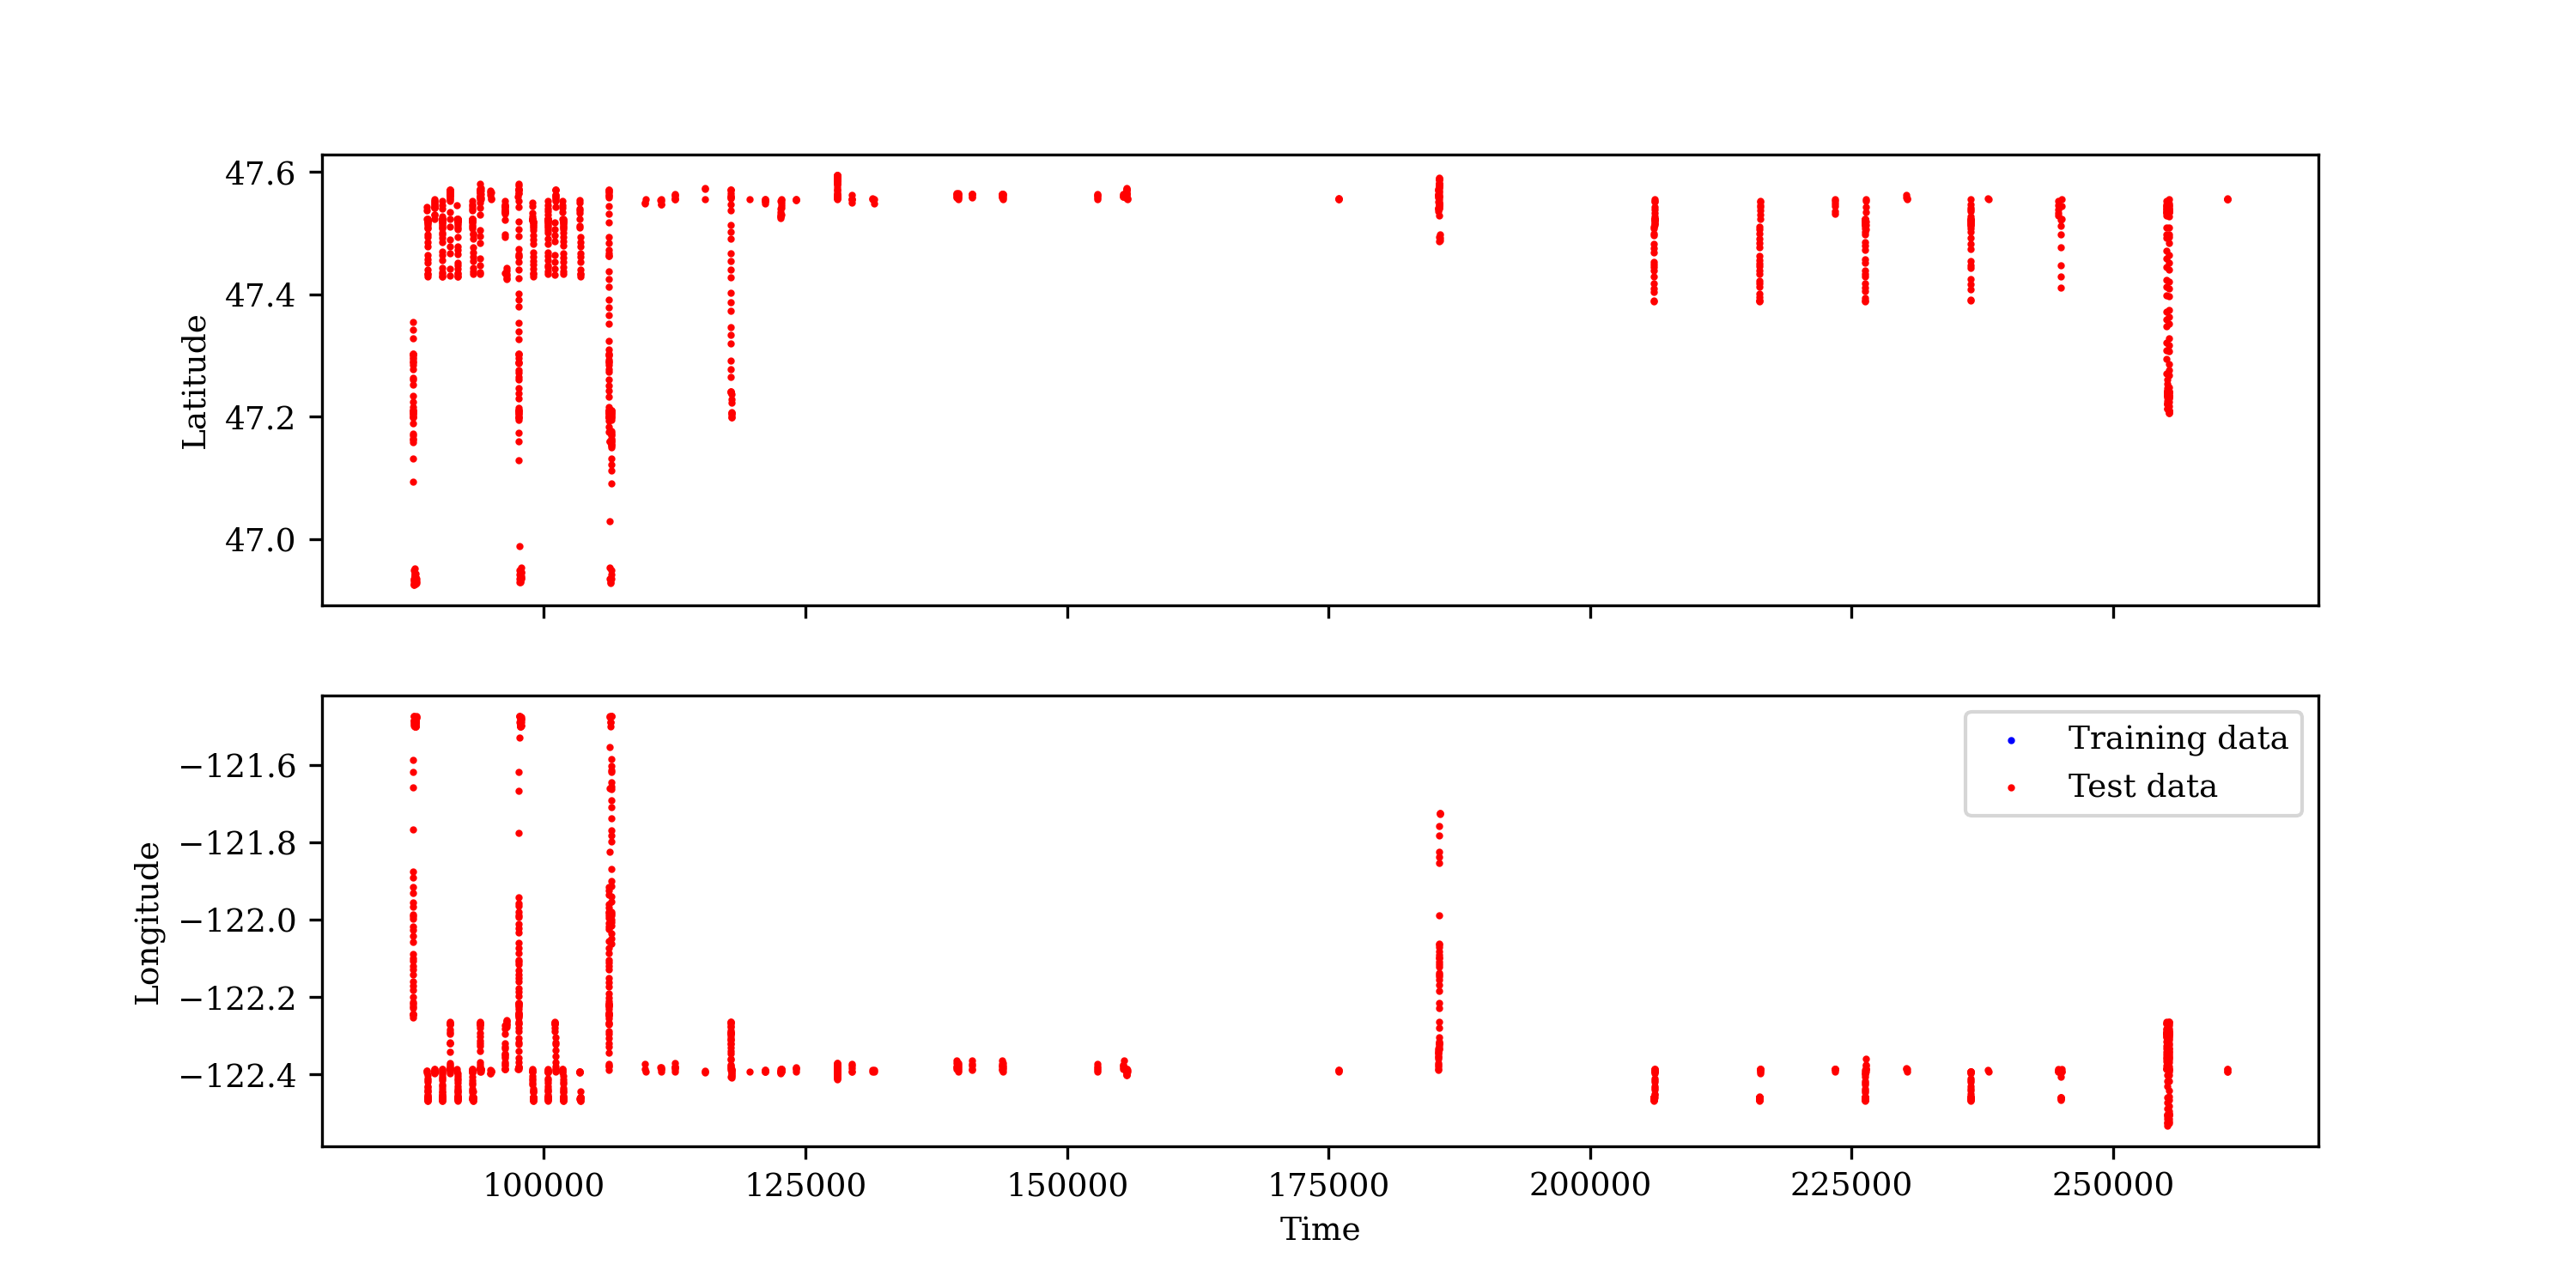 47.6
47.4
47.2
47.0
Latitude
Training data
Test data
−121.6
−121.8
−122.0
−122.2
−122.4
Longitude
100000 125000 150000 175000 200000 225000 250000
Time